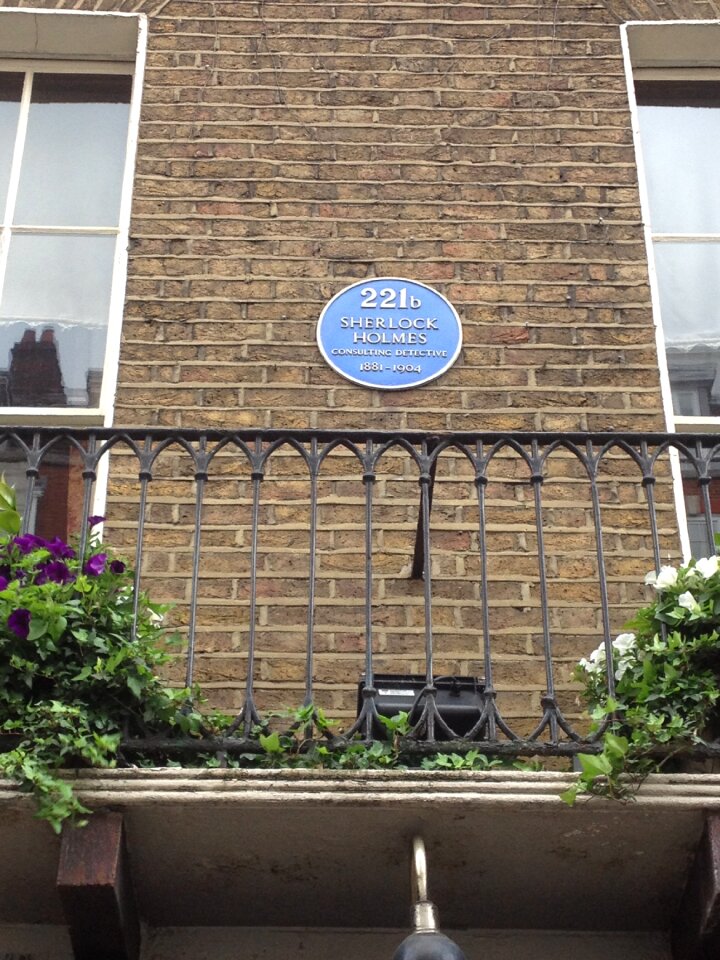 221b
SHERLOCK
HOLMES
CONSULTING DETECTIVE
1881-1904